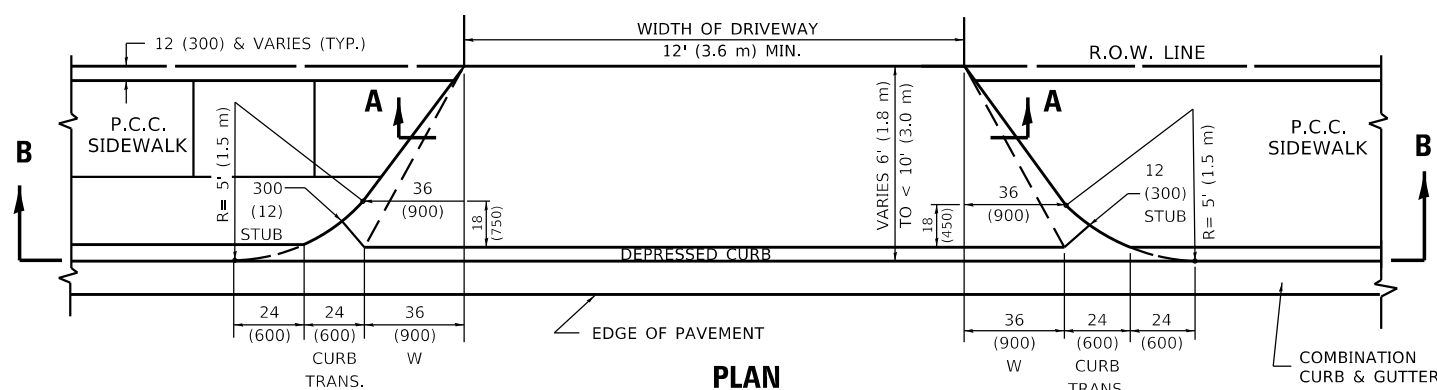 WIDTH OF DRIVEWAY
12' (3.6 m) MIN.
12 (300) & VARIES (TYP.)
R.O.W. LINE
A
A
P.C.C.
SIDEWALK
P.C.C.
SIDEWALK
B
B
R= 5' (1.5 m)
300
(12)
STUB
36
(900)
18
(750)
VARIES 6' (1.8 m)
TO < 10' (3.0 m)
36
(900)
18
(450)
12
(300)
STUB
R= 5' (1.5 m)
DEPRESSED CURB
24
(600)
24
(600)
CURB
TRANS.
36
(900)
W
EDGE OF PAVEMENT
PLAN
36
(900)
W
24
(600)
CURB
TRANS.
24
(600)
COMBINATION
CURB & GUTTER